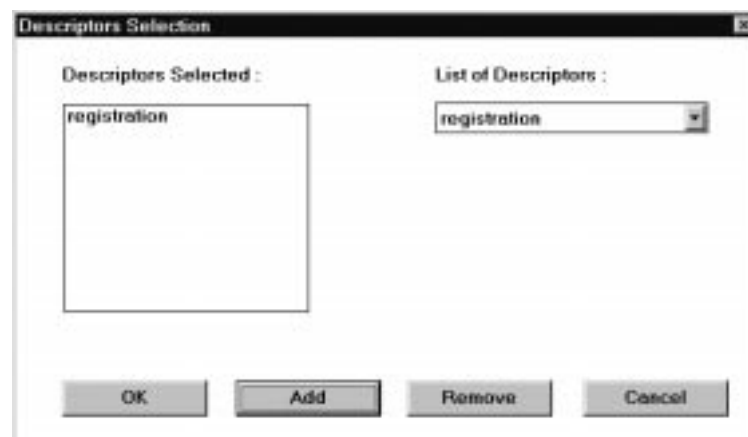 Descriptors Selection
Descriptors Selected :
List of Descriptors :
registration
registration
OK
Add
Remove
Cancel